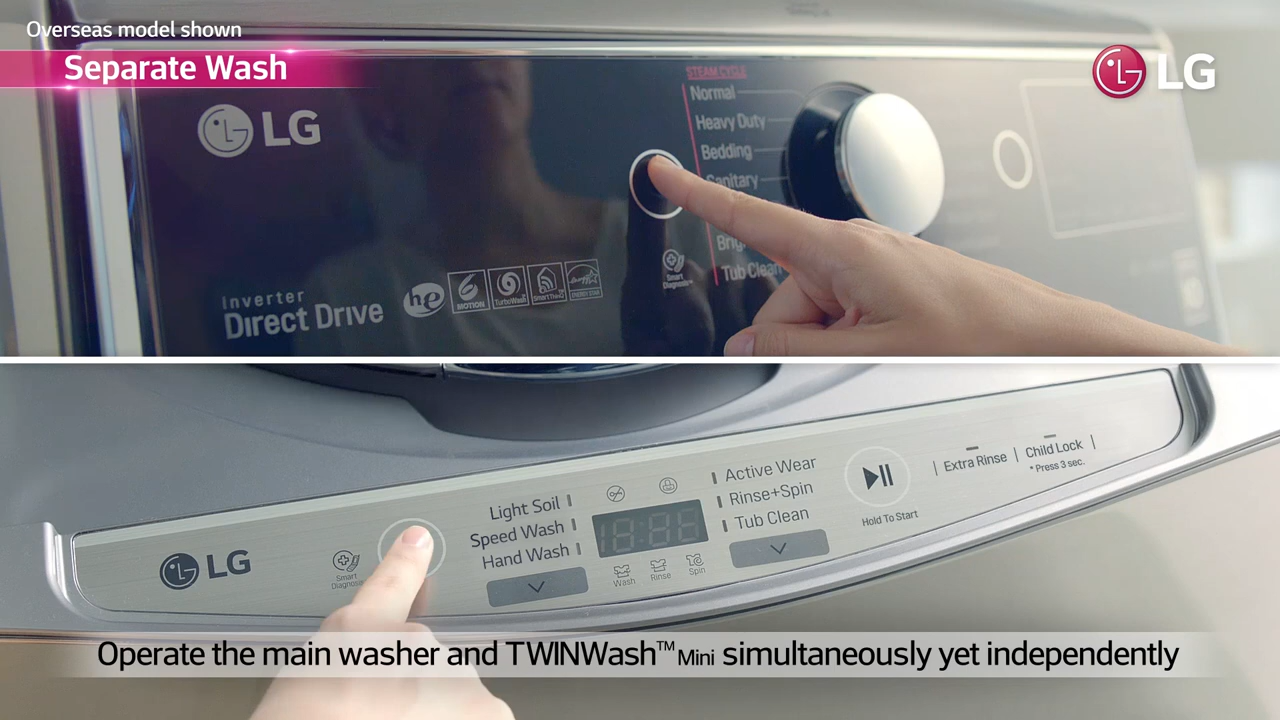 Overseas model shown
Separate Wash
LG
LG
STEAM CYCLE
Normal
Heavy Duty
Bedding
Sanitary
Tub Clean
Smart
Diagnosis™
inverter
Direct Drive
he
6 MOTION
TurboWash
SmartThinQ
ENERGY STAR
LG
Smart
Light Soil
Speed Wash
Hand Wash
18:88
Wash
Rinse
Spin
Active Wear
Rinse+Spin
Tub Clean
Hold To Start
Extra Rinse
Child Lock
* Press 3 sec.
Operate the main washer and TWINWash™ Mini simultaneously yet independently